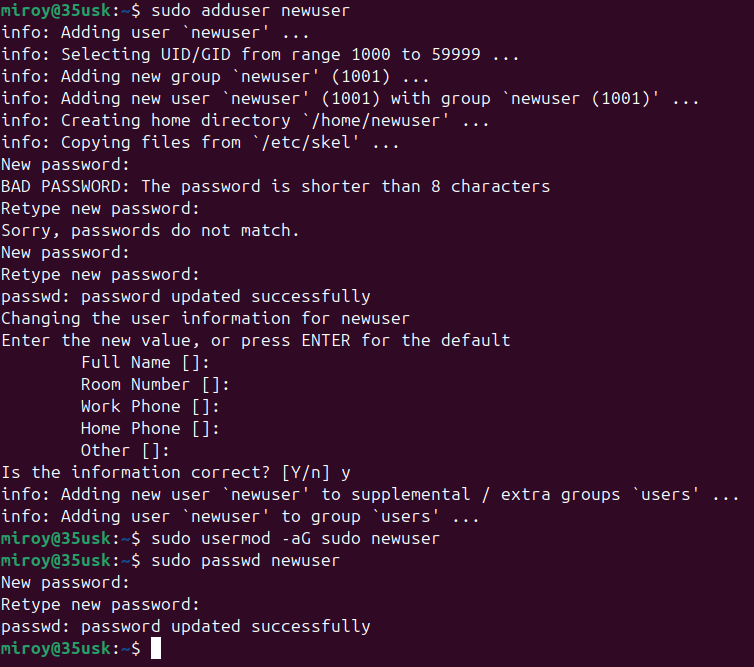 miroy@35usk:~$ sudo adduser newuser
info: Adding user `newuser' ...
info: Selecting UID/GID from range 1000 to 59999 ...
info: Adding new group `newuser' (1001) ...
info: Adding new user `newuser' (1001) with group `newuser (1001)' ...
info: Creating home directory `/home/newuser' ...
info: Copying files from `/etc/skel' ...
New password:
BAD PASSWORD: The password is shorter than 8 characters
Retype new password:
Sorry, passwords do not match.
New password:
Retype new password:
passwd: password updated successfully
Changing the user information for newuser
Enter the new value, or press ENTER for the default
        Full Name []:
        Room Number []:
        Work Phone []:
        Home Phone []:
        Other []:
Is the information correct? [Y/n] y
info: Adding new user `newuser' to supplemental / extra groups `users' ...
info: Adding user `newuser' to group `users' ...
miroy@35usk:~$ sudo usermod -aG sudo newuser
miroy@35usk:~$ sudo passwd newuser
New password:
Retype new password:
passwd: password updated successfully
miroy@35usk:~$